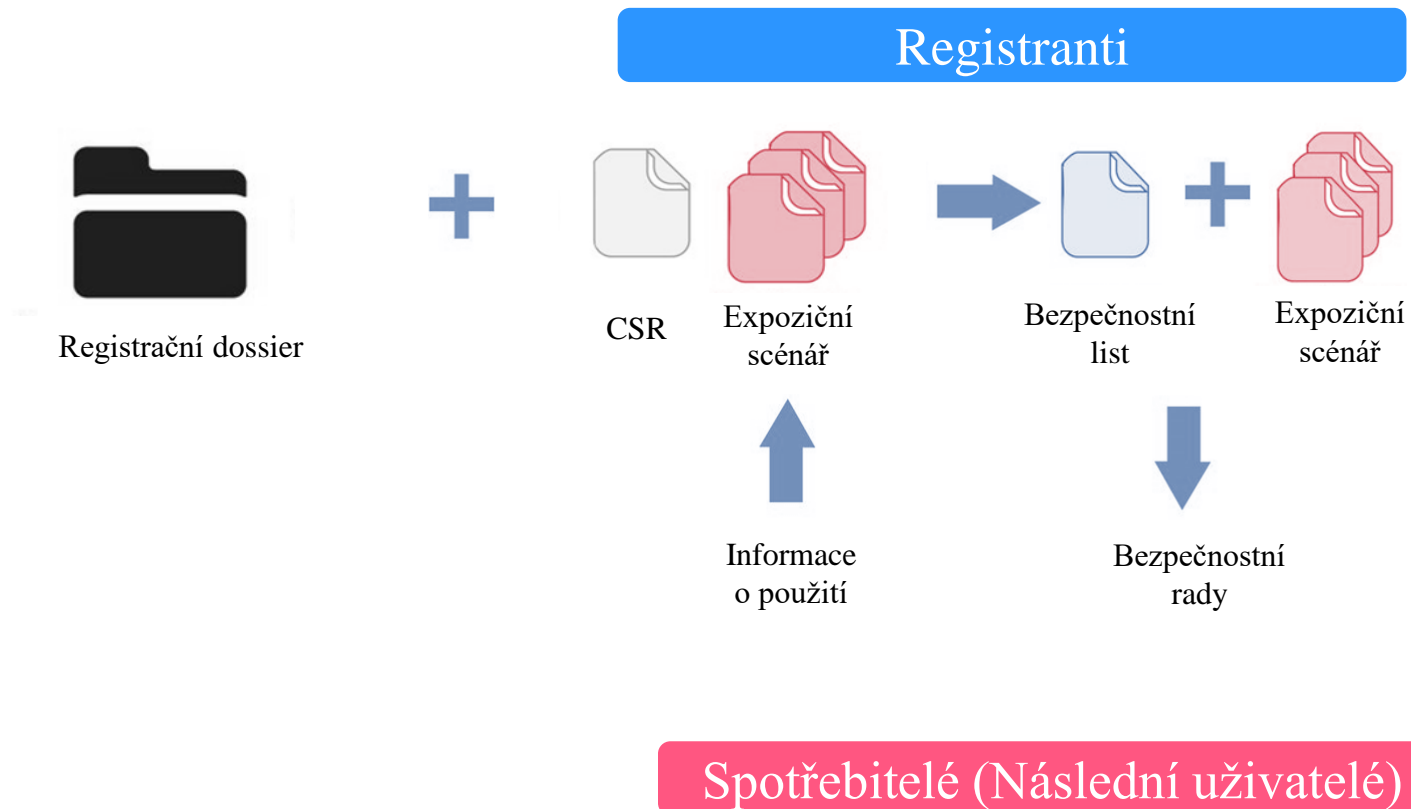 Registranti
Registrační dossier
CSR
Expoziční
scénář
Bezpečnostní
list
Expoziční
scénář
Informace
o použití
Bezpečnostní
rady
Spotřebitelé (Následní uživatelé)